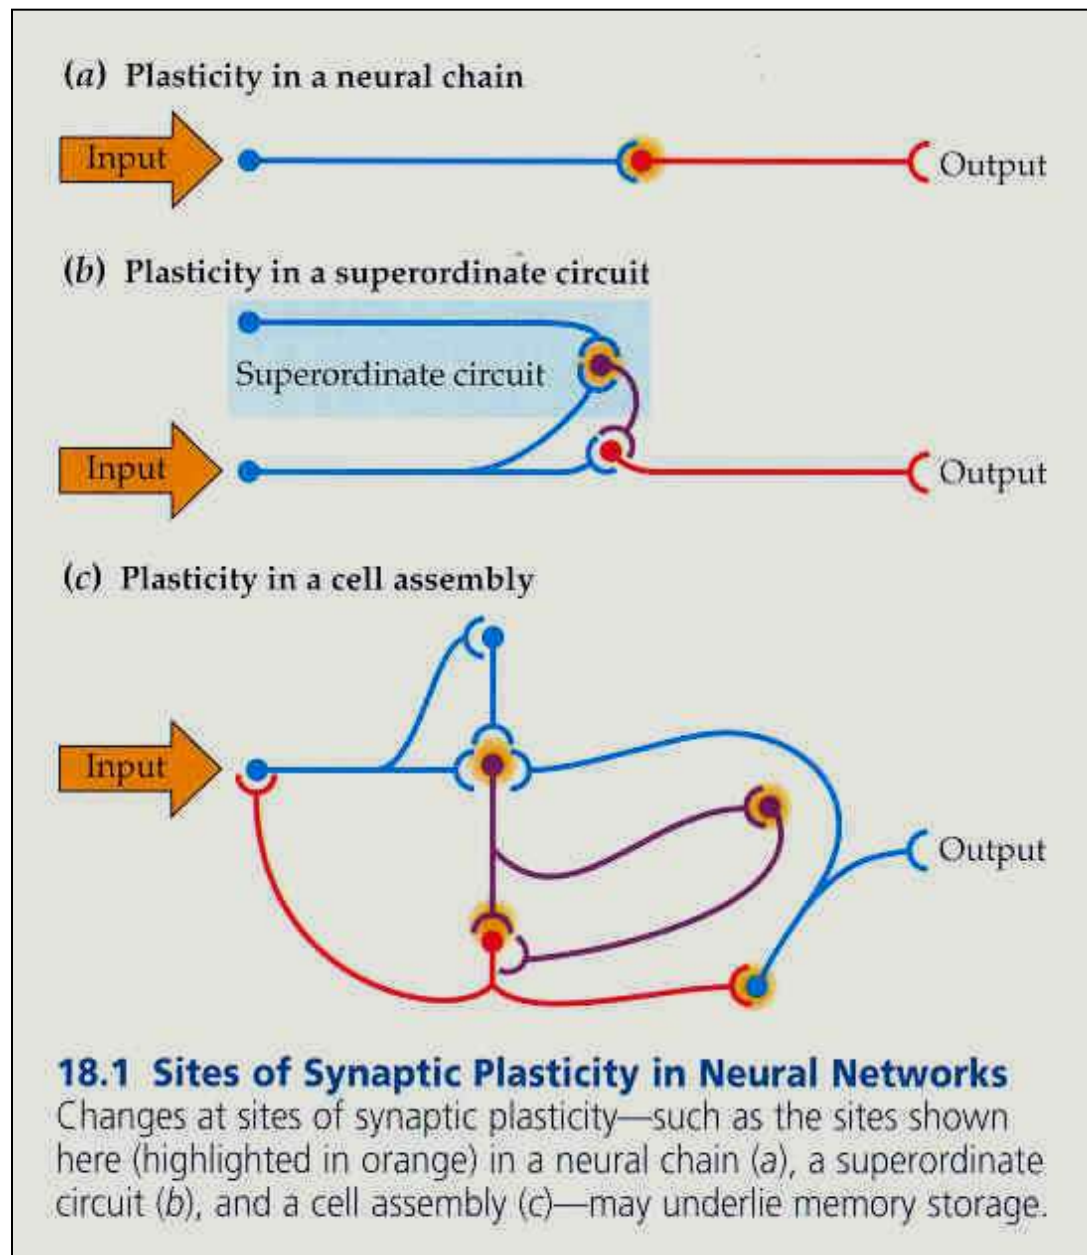 (a) Plasticity in a neural chain
Input
Output
(b) Plasticity in a superordinate circuit
Superordinate circuit
Input
Output
(c) Plasticity in a cell assembly
Input
Output
18.1 Sites of Synaptic Plasticity in Neural Networks
Changes at sites of synaptic plasticity—such as the sites shown
here (highlighted in orange) in a neural chain (a), a superordinate
circuit (b), and a cell assembly (c)—may underlie memory storage.